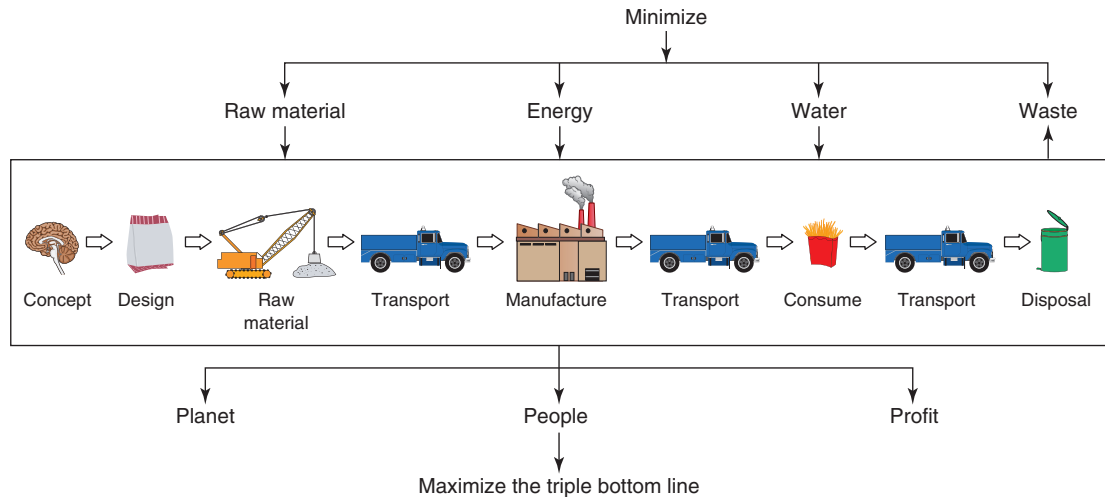 Minimize
Raw material
Energy
Water
Waste
Concept
Design
Raw
material
Transport
Manufacture
Transport
Consume
Transport
Disposal
Planet
People
Profit
Maximize the triple bottom line